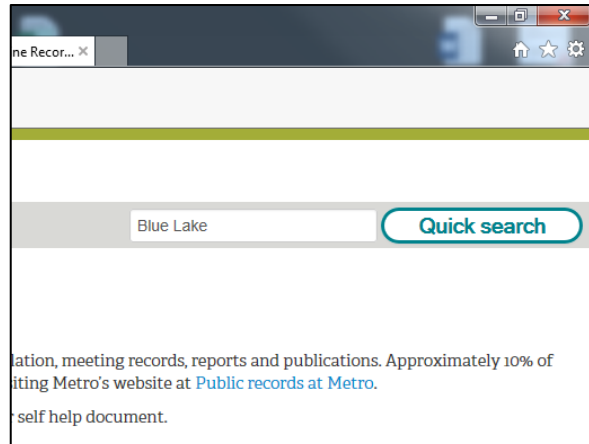 ne Recor...
Blue Lake Quick search
lation, meeting records, reports and publications. Approximately 10% of
iting Metro's website at Public records at Metro.
self help document.